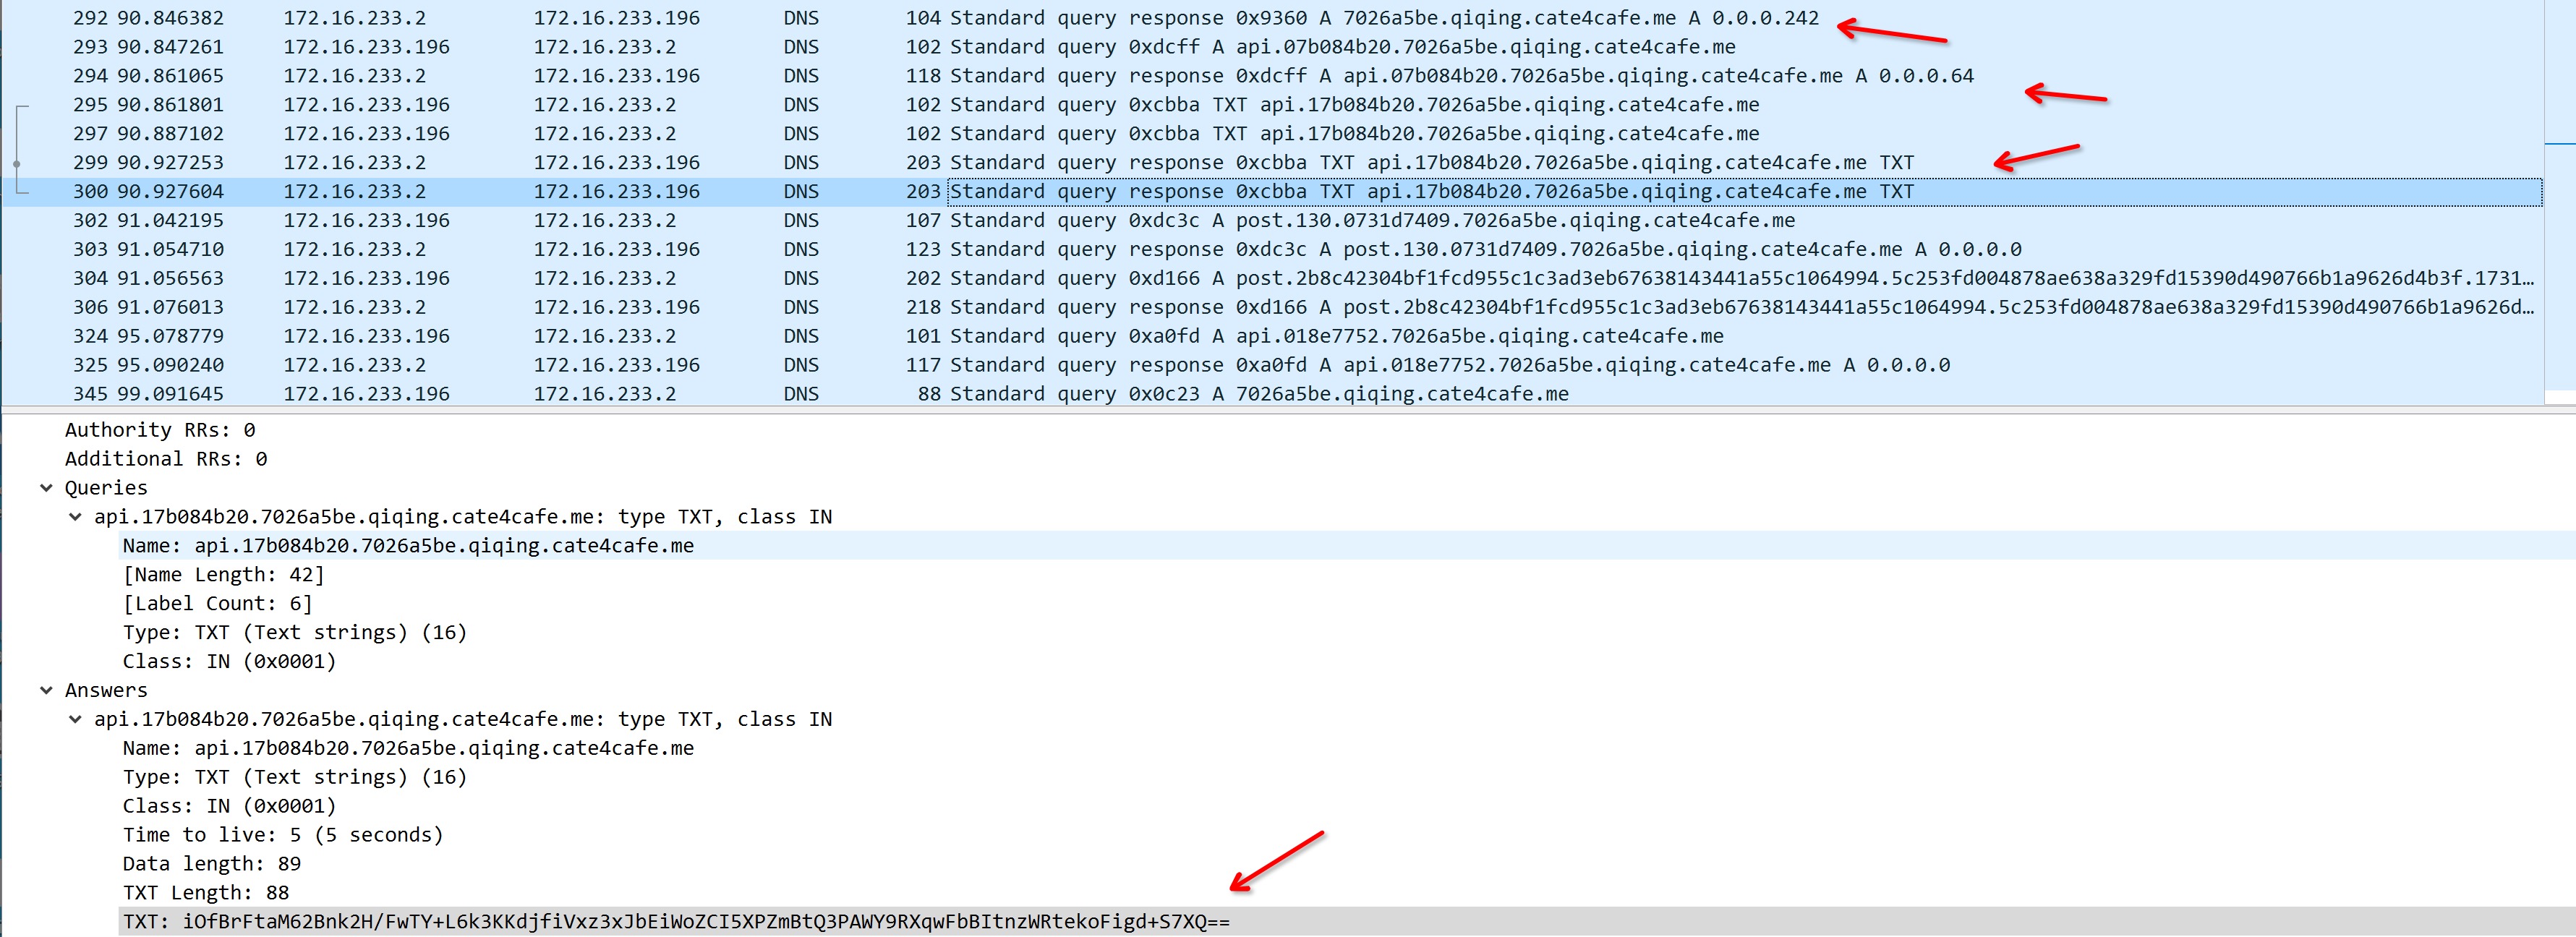 292 90.846382 172.16.233.2 172.16.233.196 DNS 104 Standard query response 0x9360 A 7026a5be.qiqing.cate4cafe.me A 0.0.0.242
293 90.847261 172.16.233.196 172.16.233.2 DNS 102 Standard query 0xdcff A api.07b084b20.7026a5be.qiqing.cate4cafe.me
294 90.861065 172.16.233.2 172.16.233.196 DNS 118 Standard query response 0xdcff A api.07b084b20.7026a5be.qiqing.cate4cafe.me A 0.0.0.64
295 90.861801 172.16.233.196 172.16.233.2 DNS 102 Standard query 0xcbba TXT api.17b084b20.7026a5be.qiqing.cate4cafe.me
297 90.887102 172.16.233.196 172.16.233.2 DNS 102 Standard query 0xcbba TXT api.17b084b20.7026a5be.qiqing.cate4cafe.me
299 90.927253 172.16.233.2 172.16.233.196 DNS 203 Standard query response 0xcbba TXT api.17b084b20.7026a5be.qiqing.cate4cafe.me TXT
300 90.927604 172.16.233.2 172.16.233.196 DNS 203 Standard query response 0xcbba TXT api.17b084b20.7026a5be.qiqing.cate4cafe.me TXT
302 91.042195 172.16.233.196 172.16.233.2 DNS 107 Standard query 0xdc3c A post.130.0731d7409.7026a5be.qiqing.cate4cafe.me
303 91.054710 172.16.233.2 172.16.233.196 DNS 123 Standard query response 0xdc3c A post.130.0731d7409.7026a5be.qiqing.cate4cafe.me A 0.0.0.0
304 91.056563 172.16.233.196 172.16.233.2 DNS 202 Standard query 0xd166 A post.2b8c42304bf1fcd955c1c3ad3eb67638143441a55c1064994.5c253fd004878ae638a329fd15390d490766b1a9626d4b3f.1731…
306 91.076013 172.16.233.2 172.16.233.196 DNS 218 Standard query response 0xd166 A post.2b8c42304bf1fcd955c1c3ad3eb67638143441a55c1064994.5c253fd004878ae638a329fd15390d490766b1a9626d…
324 95.078779 172.16.233.196 172.16.233.2 DNS 101 Standard query 0xa0fd A api.018e7752.7026a5be.qiqing.cate4cafe.me
325 95.090240 172.16.233.2 172.16.233.196 DNS 117 Standard query response 0xa0fd A api.018e7752.7026a5be.qiqing.cate4cafe.me A 0.0.0.0
345 99.091645 172.16.233.196 172.16.233.2 DNS 88 Standard query 0x0c23 A 7026a5be.qiqing.cate4cafe.me
Authority RRs: 0
Additional RRs: 0
Queries
api.17b084b20.7026a5be.qiqing.cate4cafe.me: type TXT, class IN
Name: api.17b084b20.7026a5be.qiqing.cate4cafe.me
[Name Length: 42]
[Label Count: 6]
Type: TXT (Text strings) (16)
Class: IN (0x0001)
Answers
api.17b084b20.7026a5be.qiqing.cate4cafe.me: type TXT, class IN
Name: api.17b084b20.7026a5be.qiqing.cate4cafe.me
Type: TXT (Text strings) (16)
Class: IN (0x0001)
Time to live: 5 (5 seconds)
Data length: 89
TXT Length: 88
TXT: iOfBrFtaM62Bnk2H/FwTY+L6k3KKdjfiVxz3xJbEiWoZCI5XPZmBtQ3PAWY9RXqwFbBItnzWRtekoFigd+S7XQ==